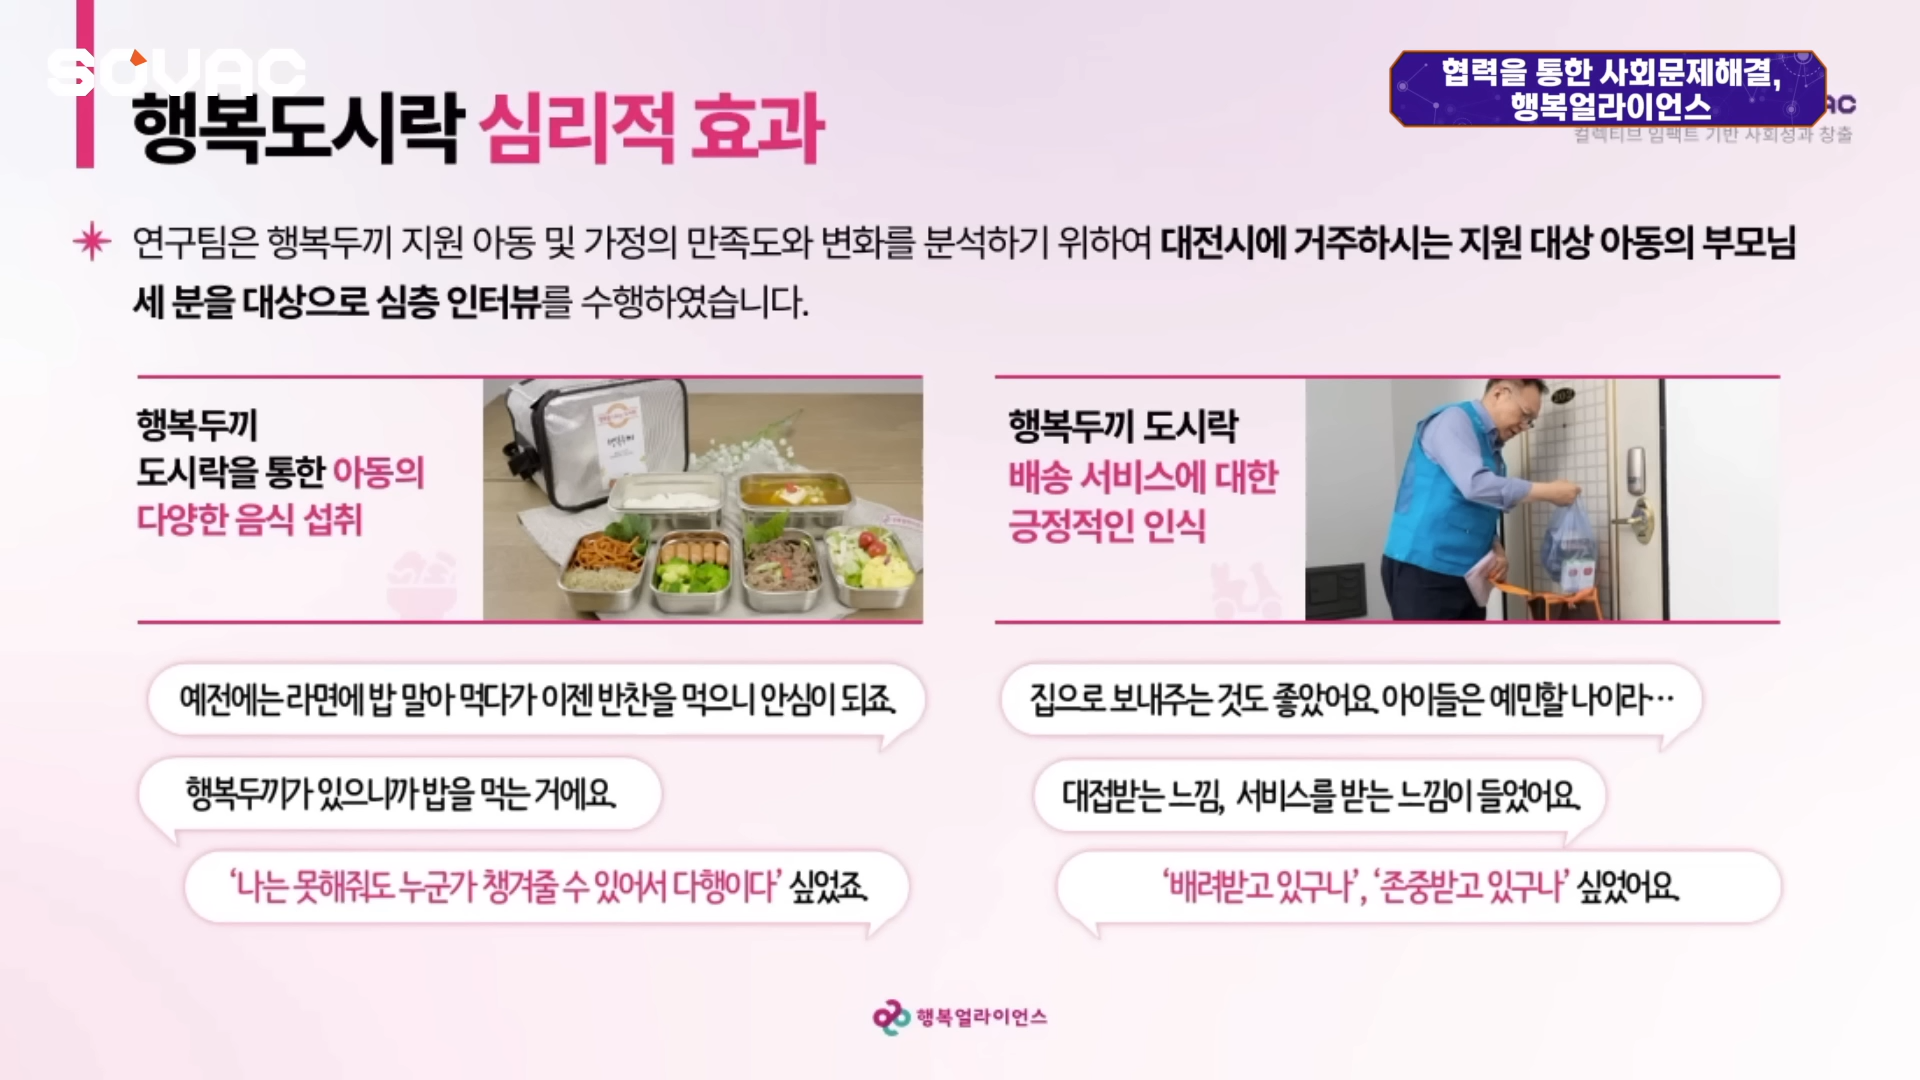 SOVAC
협력을 통한 사회문제해결,
행복얼라이언스
컬렉티브 임팩트 기반 사회성과 창출
행복도시락 심리적 효과
연구팀은 행복두끼 지원 아동 및 가정의 만족도와 변화를 분석하기 위하여 대전시에 거주하시는 지원 대상 아동의 부모님
세 분을 대상으로 심층 인터뷰를 수행하였습니다.
행복두끼
도시락을 통한 아동의
다양한 음식 섭취
행복두끼 도시락
배송 서비스에 대한
긍정적인 인식
예전에는 라면에 밥 말아 먹다가 이젠 반찬을 먹으니 안심이 되죠.
행복두끼가 있으니까 밥을 먹는 거에요.
‘나는 못해줘도 누군가 챙겨줄 수 있어서 다행이다’ 싶었죠.
집으로 보내주는 것도 좋았어요. 아이들은 예민할 나이라…
대접받는 느낌, 서비스를 받는 느낌이 들었어요.
‘배려받고 있구나’, ‘존중받고 있구나’ 싶었어요.
행복얼라이언스